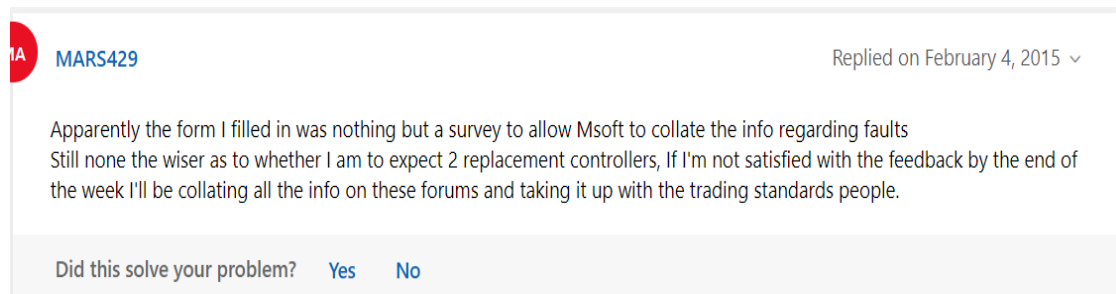 MA
MARS429
Replied on February 4, 2015
Apparently the form I filled in was nothing but a survey to allow Msoft to collate the info regarding faults
Still none the wiser as to whether I am to expect 2 replacement controllers, If I'm not satisfied with the feedback by the end of
the week I'll be collating all the info on these forums and taking it up with the trading standards people.
Did this solve your problem? Yes No